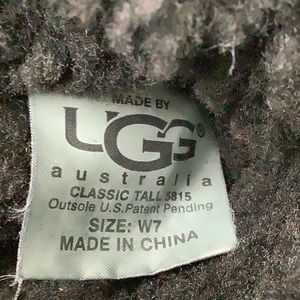 MADE BY
UGG®
australia
CLASSIC TALL 5815
Outsole U.S.Patent Pending
SIZE: W7
MADE IN CHINA